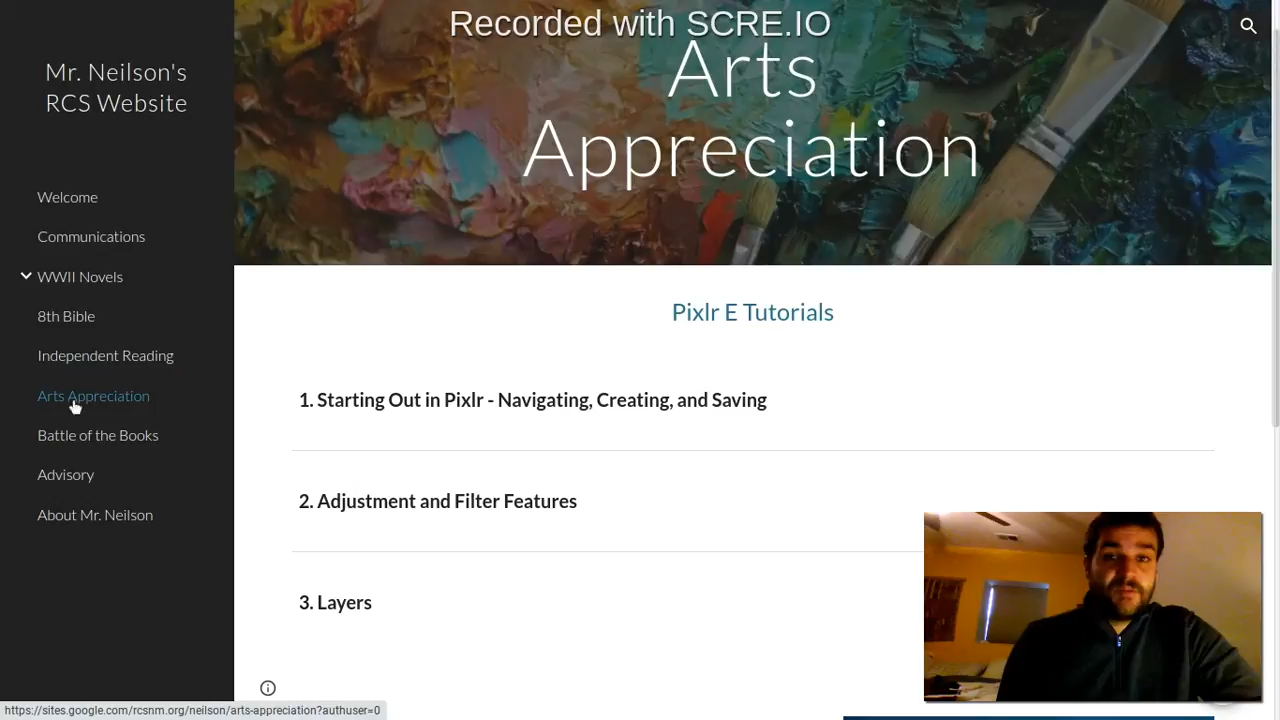 Recorded with SCRE.IO
Mr. Neilson's
RCS Website
Arts
Appreciation
Welcome
Communications
WWII Novels
8th Bible
Independent Reading
Arts Appreciation
Battle of the Books
Advisory
About Mr. Neilson
Pixlr E Tutorials
1. Starting Out in Pixlr - Navigating, Creating, and Saving
2. Adjustment and Filter Features
3. Layers
https://sites.google.com/rcsnm.org/neilson/arts-appreciation?authuser=0